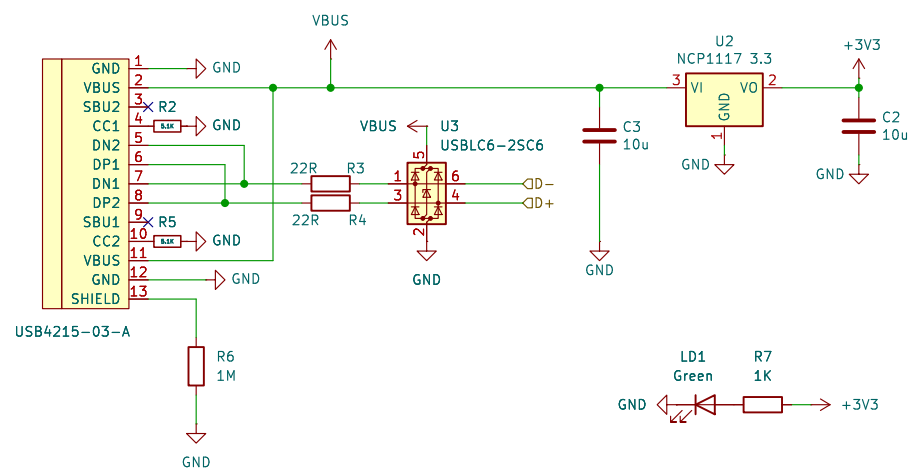 VBUS
GND 1 GND
VBUS 2
SBU2 3 R2
CC1 4 5.1K GND
DN2 5
DP1 6
DN1 7
DP2 8
SBU1 9 R5
CC2 10 5.1K GND
VBUS 11
GND 12 GND
SHIELD 13
USB4215-03-A
R6
1M
GND
22R R3
22R R4
VBUS
U3
USBLC6-2SC6
5
1 6
3 4
2
GND
D-
D+
C3
10u
GND
U2
NCP1117 3.3
3 VI VO 2
GND
1
GND
+3V3
C2
10u
GND
LD1
Green
R7
1K
GND
+3V3